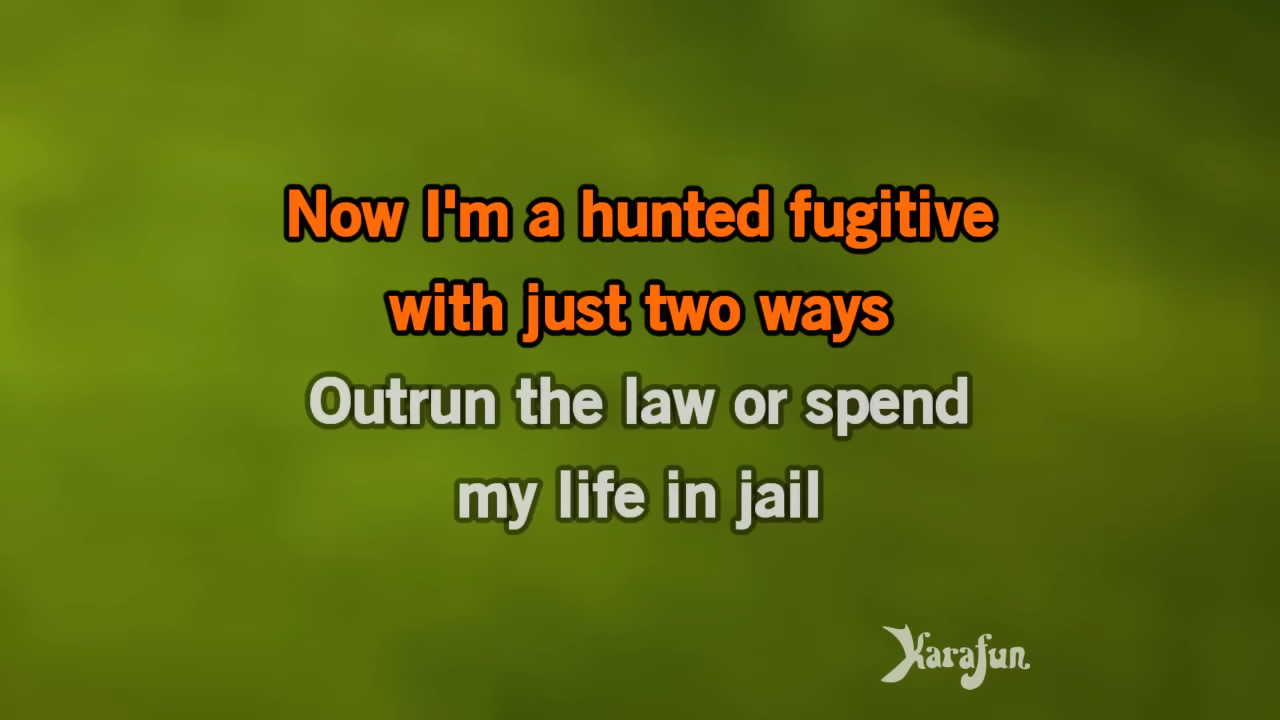 Now I'm a hunted fugitive
with just two ways
Outrun the law or spend
my life in jail
Karafun